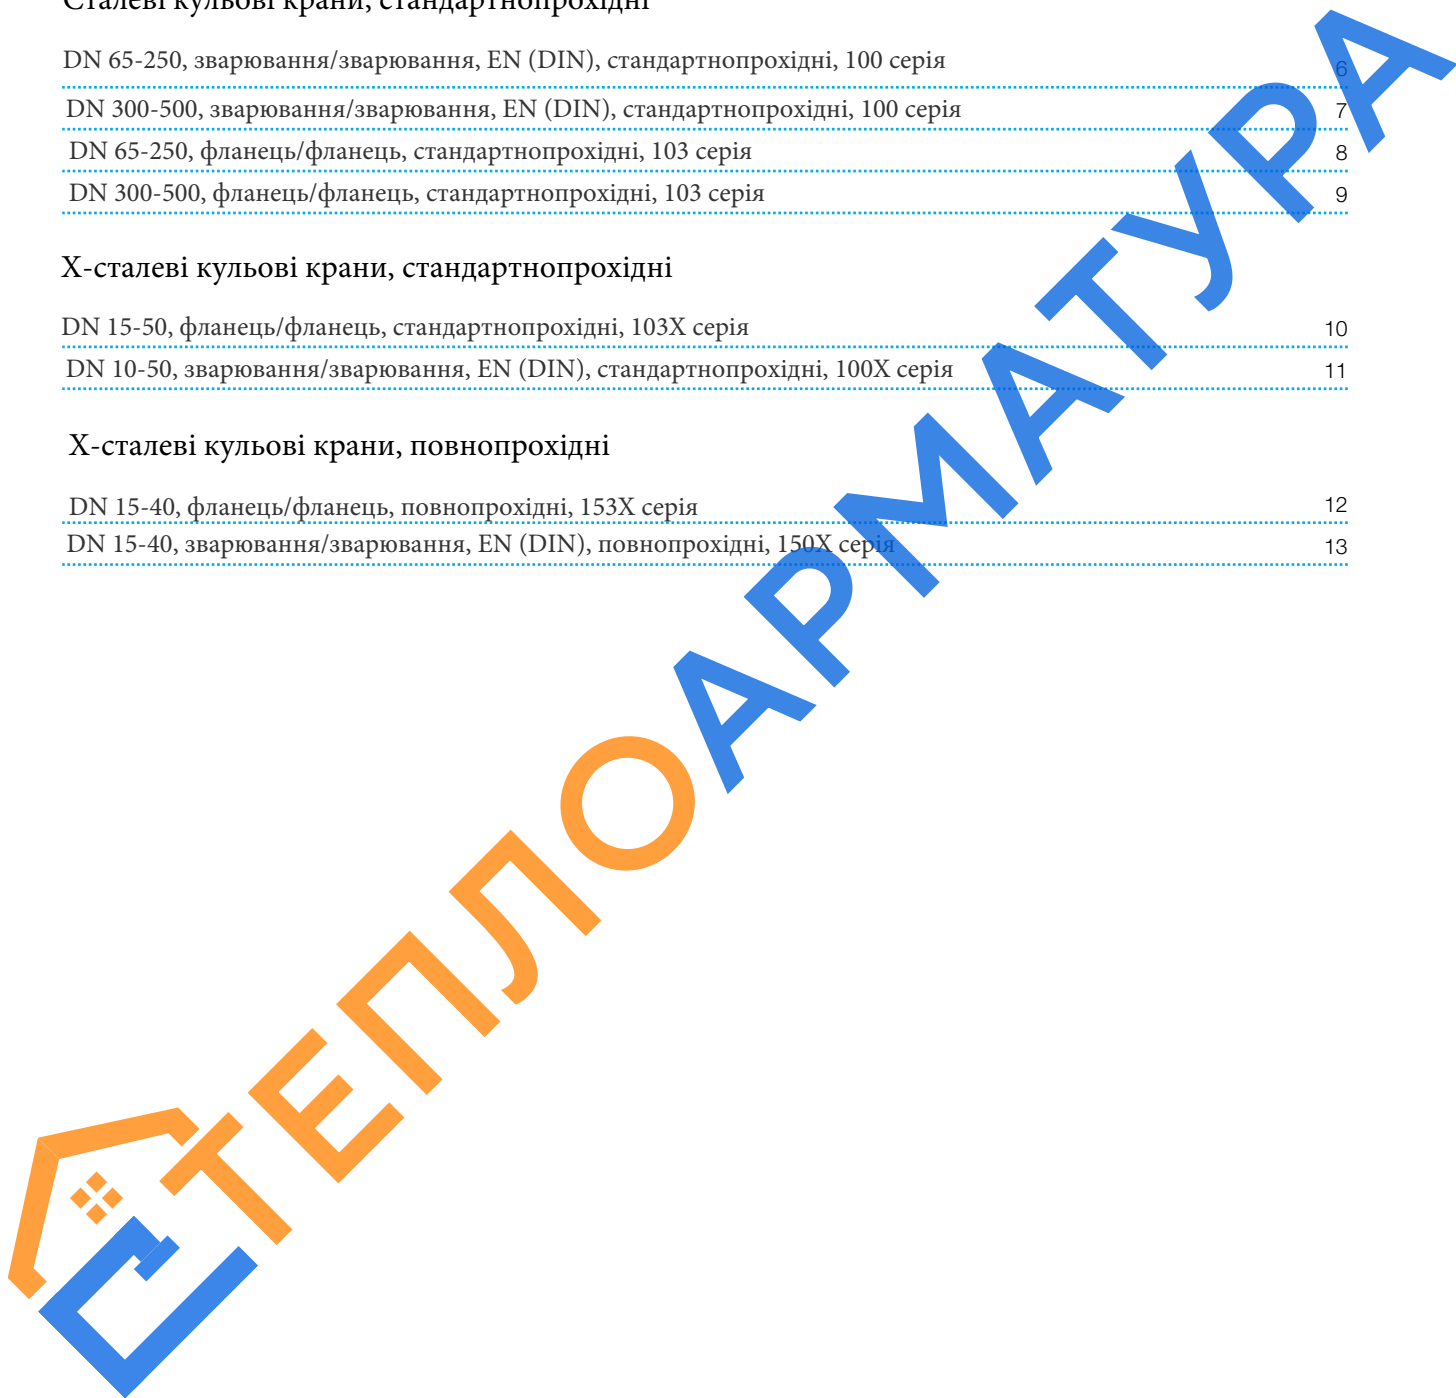 Сталеві кульові крани, стандартнопрохідні
DN 65-250, зварювання/зварювання, EN (DIN), стандартнопрохідні, 100 серія 6
DN 300-500, зварювання/зварювання, EN (DIN), стандартнопрохідні, 100 серія 7
DN 65-250, фланець/фланець, стандартнопрохідні, 103 серія 8
DN 300-500, фланець/фланець, стандартнопрохідні, 103 серія 9
Х-сталеві кульові крани, стандартнопрохідні
DN 15-50, фланець/фланець, стандартнопрохідні, 103X серія 10
DN 10-50, зварювання/зварювання, EN (DIN), стандартнопрохідні, 100X серія 11
Х-сталеві кульові крани, повнопрохідні
DN 15-40, фланець/фланець, повнопрохідні, 153X серія 12
DN 15-40, зварювання/зварювання, EN (DIN), повнопрохідні, 150X серія 13
ТЕПЛОАРМАТУРА